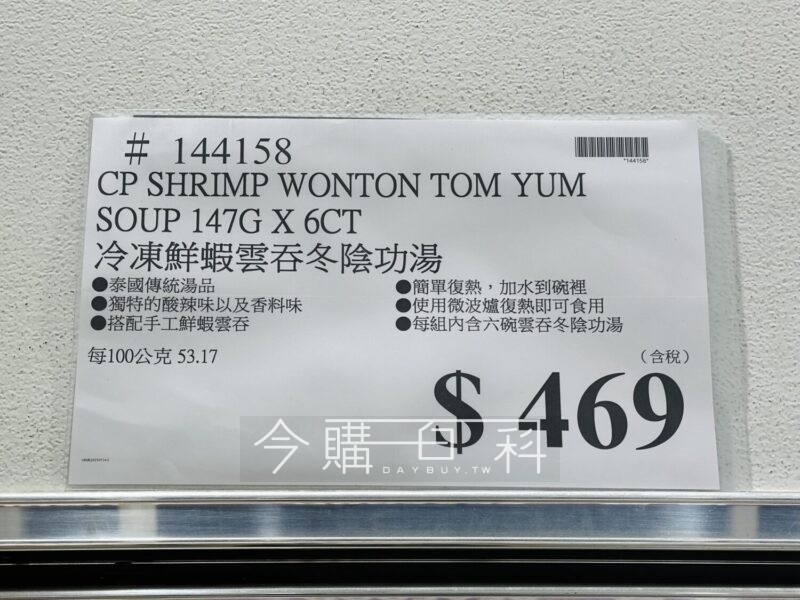 # 144158
*144158*
CP SHRIMP WONTON TOM YUM
SOUP 147G X 6CT
冷凍鮮蝦雲吞冬陰功湯
●泰國傳統湯品
●獨特的酸辣味以及香料味
●搭配手工鮮蝦雲吞
●簡單復熱，加水到碗裡
●使用微波爐復熱即可食用
●每組內含六碗雲吞冬陰功湯
每100公克 53.17
（含稅）
$ 469
今購百科
DAYBUY.TW